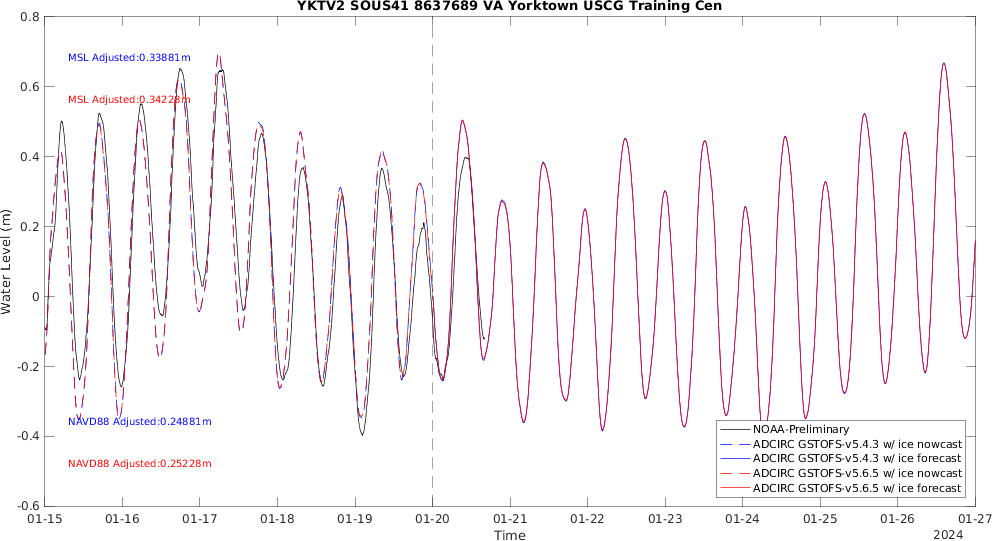 YKTV2 SOUS41 8637689 VA Yorktown USCG Training Cen
Water Level (m)
0.8
0.6
0.4
0.2
0
-0.2
-0.4
-0.6
MSL Adjusted:0.33881m
MSL Adjusted:0.34228m
NAVD88 Adjusted:0.24881m
NAVD88 Adjusted:0.25228m
NOAA-Preliminary
ADCIRC GSTOFS-v5.4.3 w/ ice nowcast
ADCIRC GSTOFS-v5.4.3 w/ ice forecast
ADCIRC GSTOFS-v5.6.5 w/ ice nowcast
ADCIRC GSTOFS-v5.6.5 w/ ice forecast
01-15 01-16 01-17 01-18 01-19 01-20 01-21 01-22 01-23 01-24 01-25 01-26 01-27
Time
2024